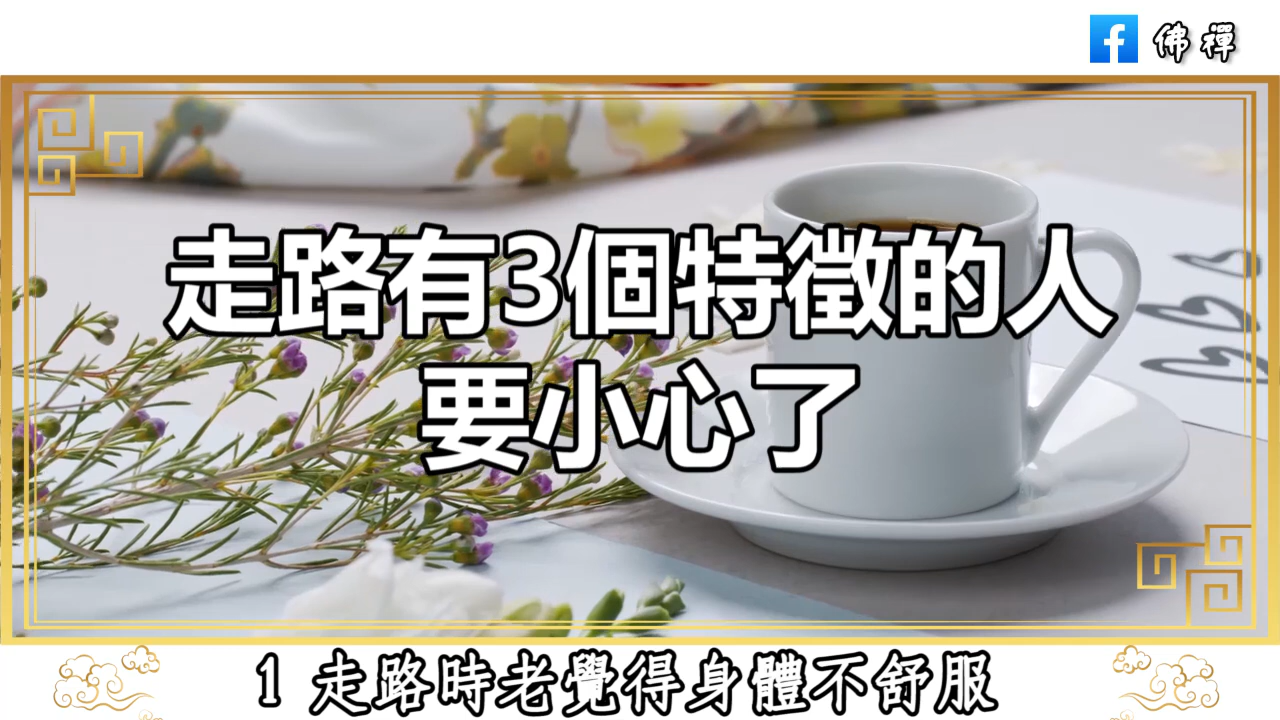 佛禪
走路有3個特徵的人
要小心了
1 走路時老覺得身體不舒服